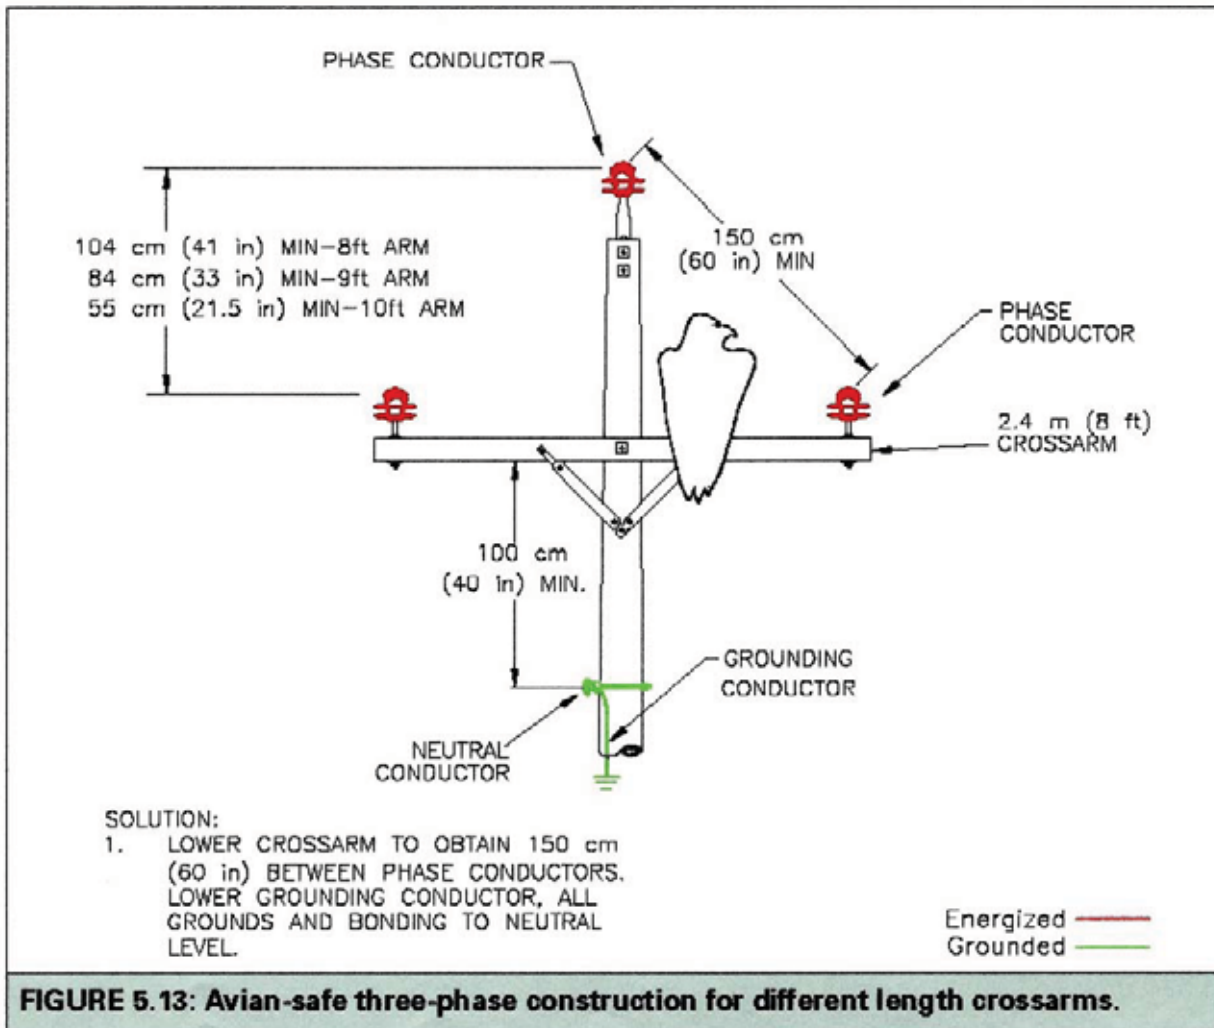 PHASE CONDUCTOR
104 cm (41 in) MIN-8ft ARM
84 cm (33 in) MIN-9ft ARM
55 cm (21.5 in) MIN-10ft ARM
150 cm
(60 in) MIN
PHASE
CONDUCTOR
2.4 m (8 ft)
CROSSARM
100 cm
(40 in) MIN.
GROUNDING
CONDUCTOR
NEUTRAL
CONDUCTOR
SOLUTION:
1. LOWER CROSSARM TO OBTAIN 150 cm
(60 in) BETWEEN PHASE CONDUCTORS.
LOWER GROUNDING CONDUCTOR, ALL
GROUNDS AND BONDING TO NEUTRAL
LEVEL.
Energized
Grounded
FIGURE 5.13: Avian-safe three-phase construction for different length crossarms.